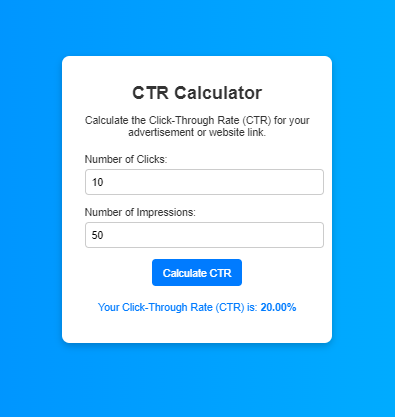 CTR Calculator
Calculate the Click-Through Rate (CTR) for your
advertisement or website link.
Number of Clicks:
10
Number of Impressions:
50
Calculate CTR
Your Click-Through Rate (CTR) is: 20.00%